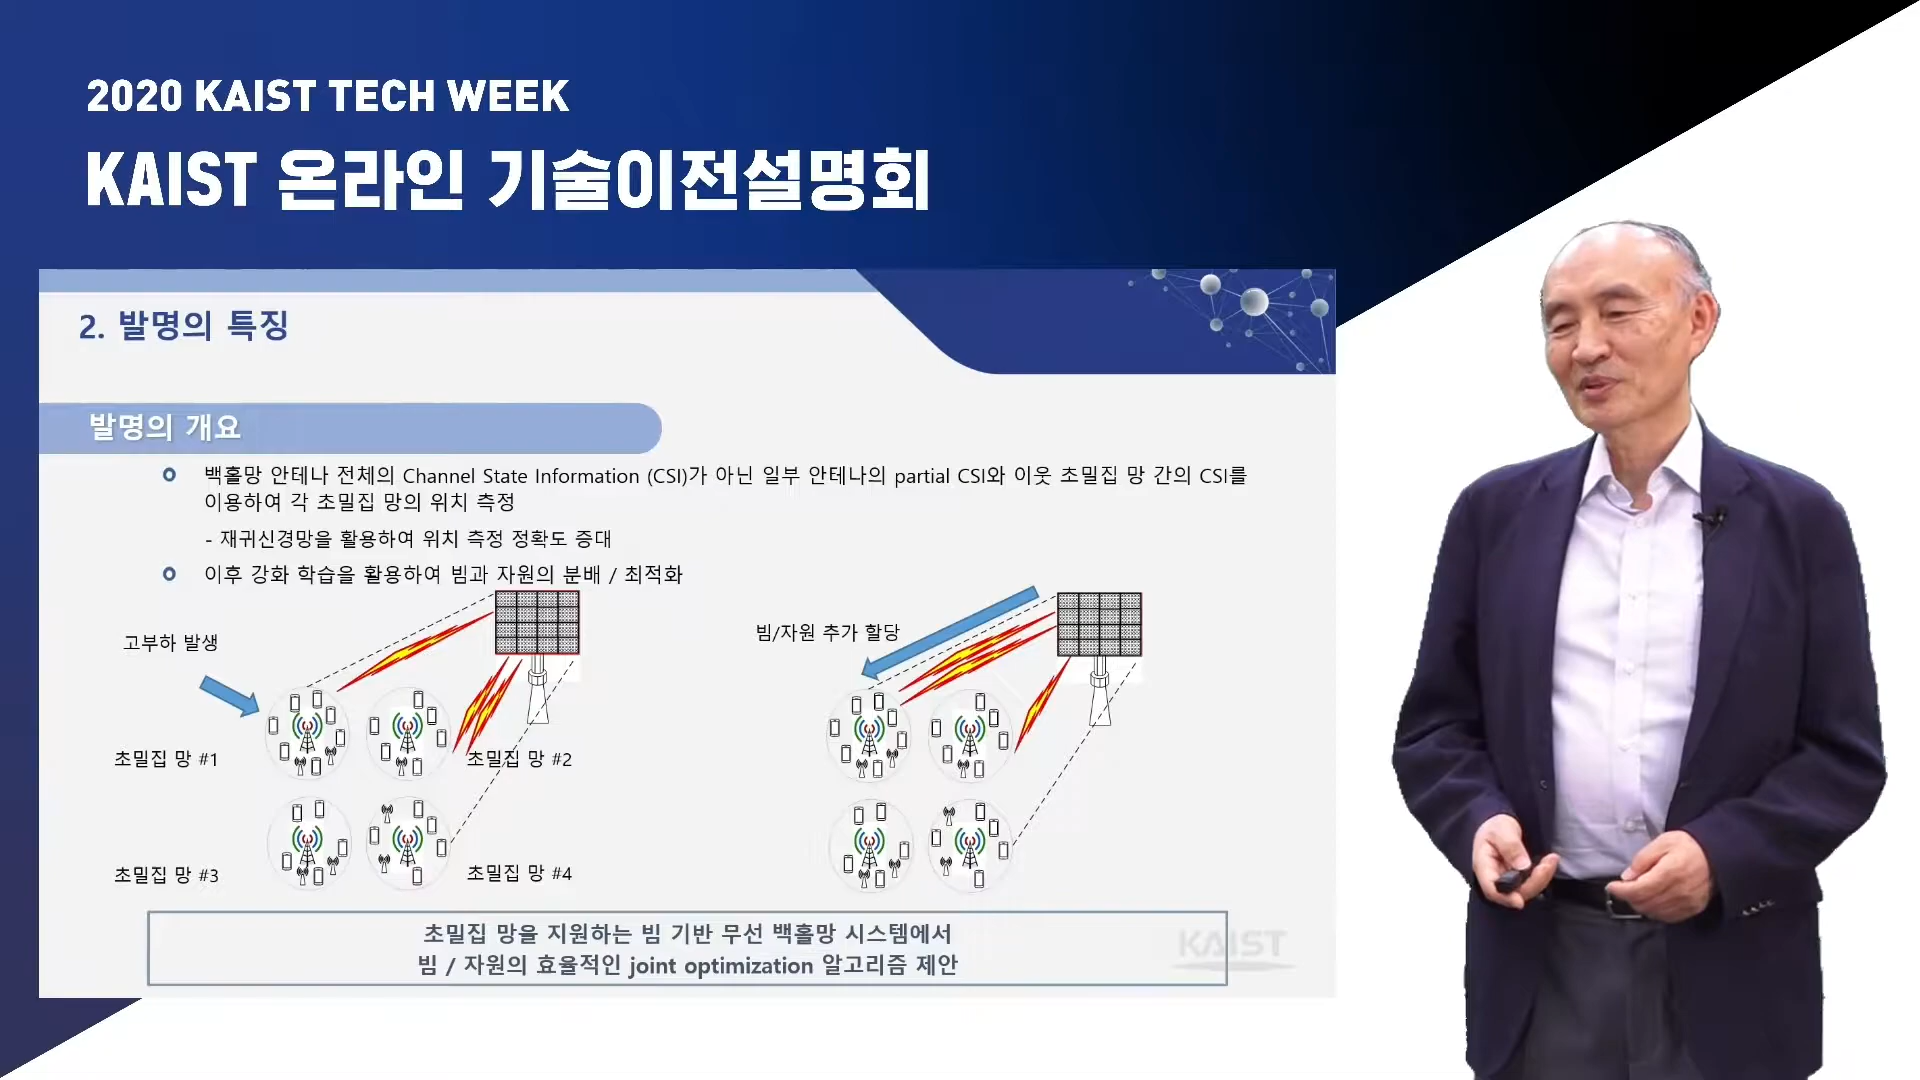 2020 KAIST TECH WEEK
KAIST 온라인 기술이전설명회
2. 발명의 특징
발명의 개요
백홀망 안테나 전체의 Channel State Information (CSI)가 아닌 일부 안테나의 partial CSI와 이웃 초밀집 망 간의 CSI를
이용하여 각 초밀집 망의 위치 측정
- 재귀신경망을 활용하여 위치 측정 정확도 증대
이후 강화 학습을 활용하여 빔과 자원의 분배 / 최적화
고부하 발생
초밀집 망 #1
초밀집 망 #2
초밀집 망 #3
초밀집 망 #4
빔/자원 추가 할당
초밀집 망을 지원하는 빔 기반 무선 백홀망 시스템에서
빔 / 자원의 효율적인 joint optimization 알고리즘 제안
KAIST